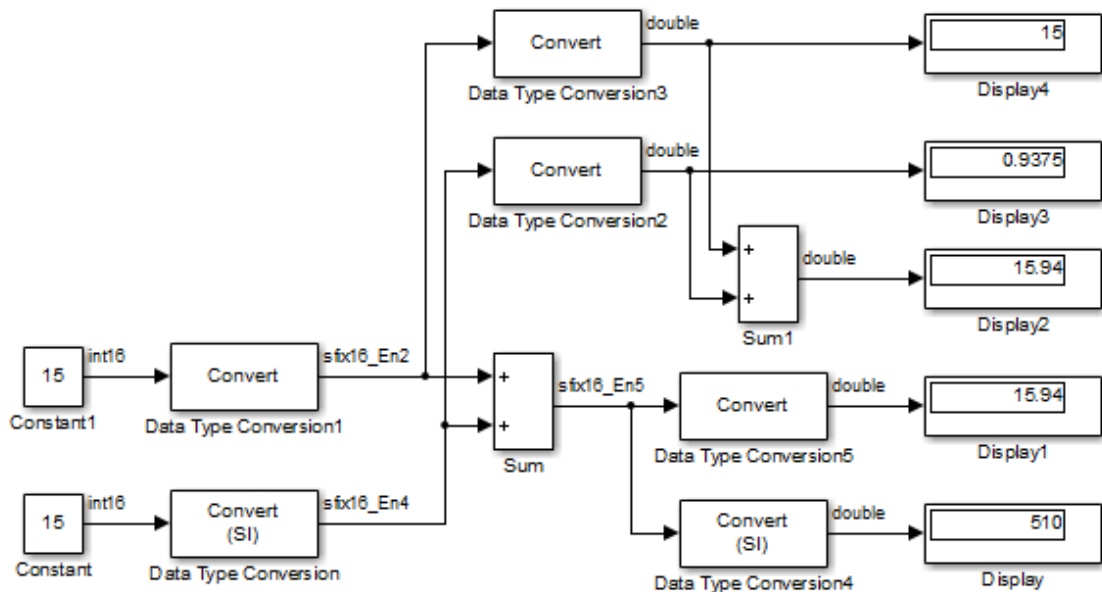 double
Convert
15
Data Type Conversion3
Display4
double
Convert
0.9375
Data Type Conversion2
Display3
+
double
15.94
+
Sum1
Display2
int16
sfix16_En2
15
Convert
+
sfix16_En5
double
Convert
15.94
Constant1
Data Type Conversion1
+
Sum
Data Type Conversion5
Display1
int16
sfix16_En4
15
Convert
(SI)
double
Convert
(SI)
510
Constant
Data Type Conversion
Data Type Conversion4
Display